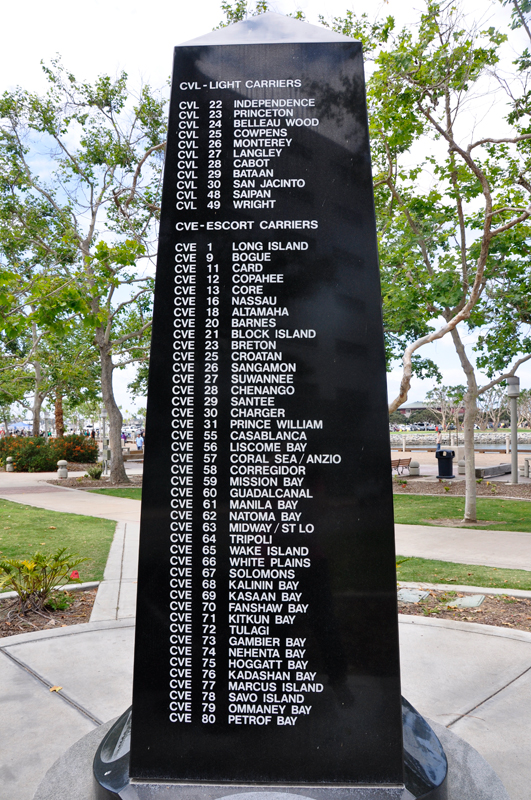 CVL - LIGHT CARRIERS
CVL 22 INDEPENDENCE
CVL 23 PRINCETON
CVL 24 BELLEAU WOOD
CVL 25 COWPENS
CVL 26 MONTEREY
CVL 27 LANGLEY
CVL 28 CABOT
CVL 29 BATAAN
CVL 30 SAN JACINTO
CVL 48 SAIPAN
CVL 49 WRIGHT
CVE - ESCORT CARRIERS
CVE 1 LONG ISLAND
CVE 9 BOGUE
CVE 11 CARD
CVE 12 COPAHEE
CVE 13 CORE
CVE 16 NASSAU
CVE 18 ALTAMAHA
CVE 20 BARNES
CVE 21 BLOCK ISLAND
CVE 23 BRETON
CVE 25 CROATAN
CVE 26 SANGAMON
CVE 27 SUWANNEE
CVE 28 CHENANGO
CVE 29 SANTEE
CVE 30 CHARGER
CVE 31 PRINCE WILLIAM
CVE 55 CASABLANCA
CVE 56 LISCOME BAY
CVE 57 CORAL SEA / ANZIO
CVE 58 CORREGIDOR
CVE 59 MISSION BAY
CVE 60 GUADALCANAL
CVE 61 MANILA BAY
CVE 62 NATOMA BAY
CVE 63 MIDWAY / ST LO
CVE 64 TRIPOLI
CVE 65 WAKE ISLAND
CVE 66 WHITE PLAINS
CVE 67 SOLOMONS
CVE 68 KALININ BAY
CVE 69 KASAAN BAY
CVE 70 FANSHAW BAY
CVE 71 KITKUN BAY
CVE 72 TULAGI
CVE 73 GAMBIER BAY
CVE 74 NEHENTA BAY
CVE 75 HOGGATT BAY
CVE 76 KADASHAN BAY
CVE 77 MARCUS ISLAND
CVE 78 SAVO ISLAND
CVE 79 OMMANEY BAY
CVE 80 PETROF BAY